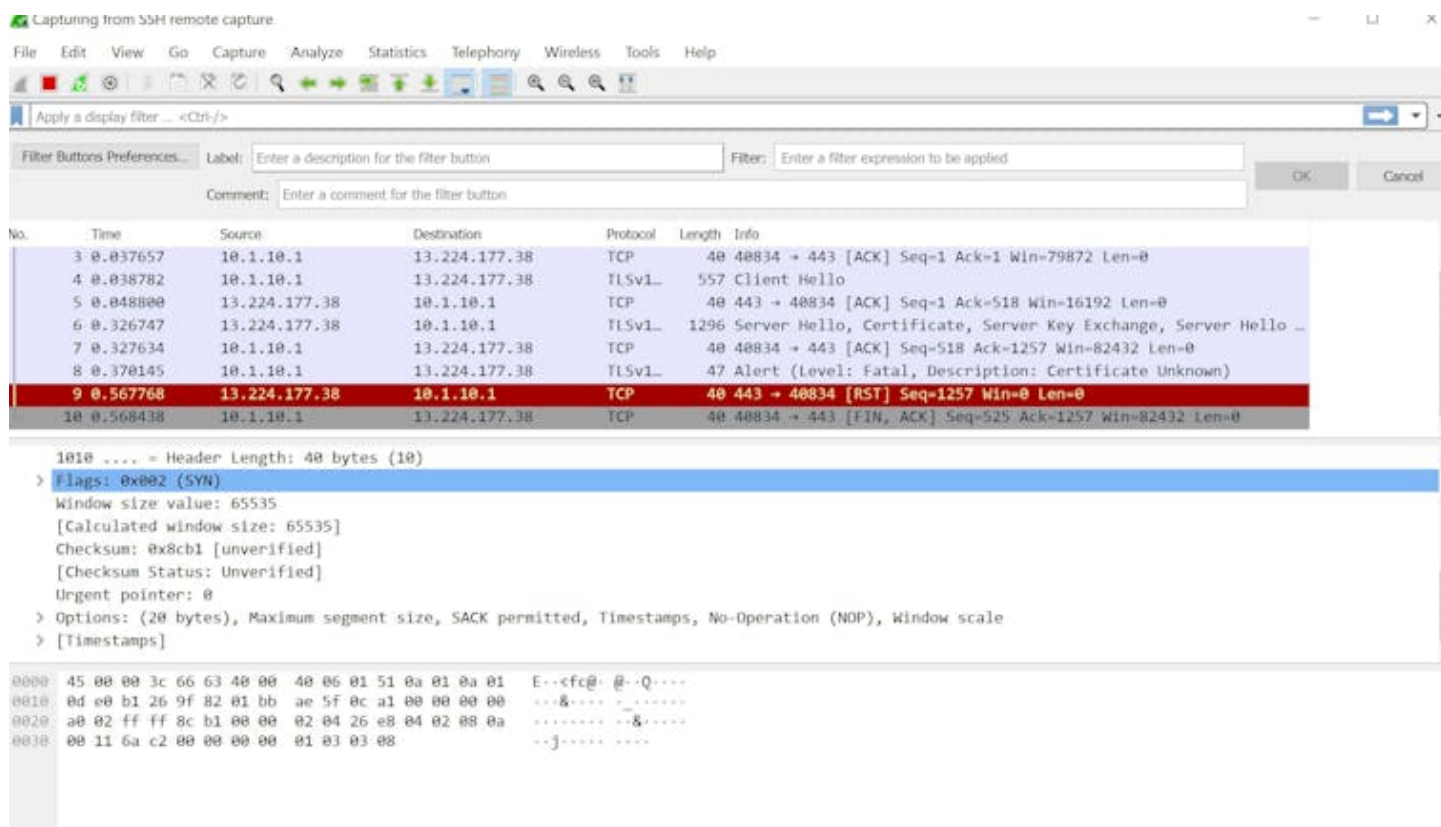 Capturing from SSH remote capture
File Edit View Go Capture Analyze Statistics Telephony Wireless Tools Help
Apply a display filter ... <Ctrl-/>
Filter Buttons Preferences... Label: Enter a description for the filter button Filter: Enter a filter expression to be applied
OK Cancel
Comment: Enter a comment for the filter button
No. Time Source Destination Protocol Length Info
3 0.037657 10.1.10.1 13.224.177.38 TCP 40 40834 → 443 [ACK] Seq=1 Ack=1 Win=79872 Len=0
4 0.038782 10.1.10.1 13.224.177.38 TLSv1… 557 Client Hello
5 0.048800 13.224.177.38 10.1.10.1 TCP 40 443 → 40834 [ACK] Seq=1 Ack=518 Win=16192 Len=0
6 0.326747 13.224.177.38 10.1.10.1 TLSv1… 1296 Server Hello, Certificate, Server Key Exchange, Server Hello …
7 0.327634 10.1.10.1 13.224.177.38 TCP 40 40834 → 443 [ACK] Seq=518 Ack=1257 Win=82432 Len=0
8 0.370145 10.1.10.1 13.224.177.38 TLSv1… 47 Alert (Level: Fatal, Description: Certificate Unknown)
9 0.567768 13.224.177.38 10.1.10.1 TCP 40 443 → 40834 [RST] Seq=1257 Win=0 Len=0
10 0.568438 10.1.10.1 13.224.177.38 TCP 40 40834 → 443 [FIN, ACK] Seq=525 Ack=1257 Win=82432 Len=0
1010 .... = Header Length: 40 bytes (10)
> Flags: 0x002 (SYN)
Window size value: 65535
[Calculated window size: 65535]
Checksum: 0x8cb1 [unverified]
[Checksum Status: Unverified]
Urgent pointer: 0
> Options: (20 bytes), Maximum segment size, SACK permitted, Timestamps, No-Operation (NOP), Window scale
> [Timestamps]
0000 45 00 00 3c 66 63 40 00 40 06 01 51 0a 01 0a 01 E··<fc@· @··Q····
0010 0d e0 b1 26 9f 82 01 bb ae 5f 0c a1 00 00 00 00 ···&···· ·_······
0020 a0 02 ff ff 8c b1 00 00 02 04 26 e8 04 02 08 0a ········ ··&·····
0030 00 11 6a c2 00 00 00 00 01 03 03 08 ··j····· ····